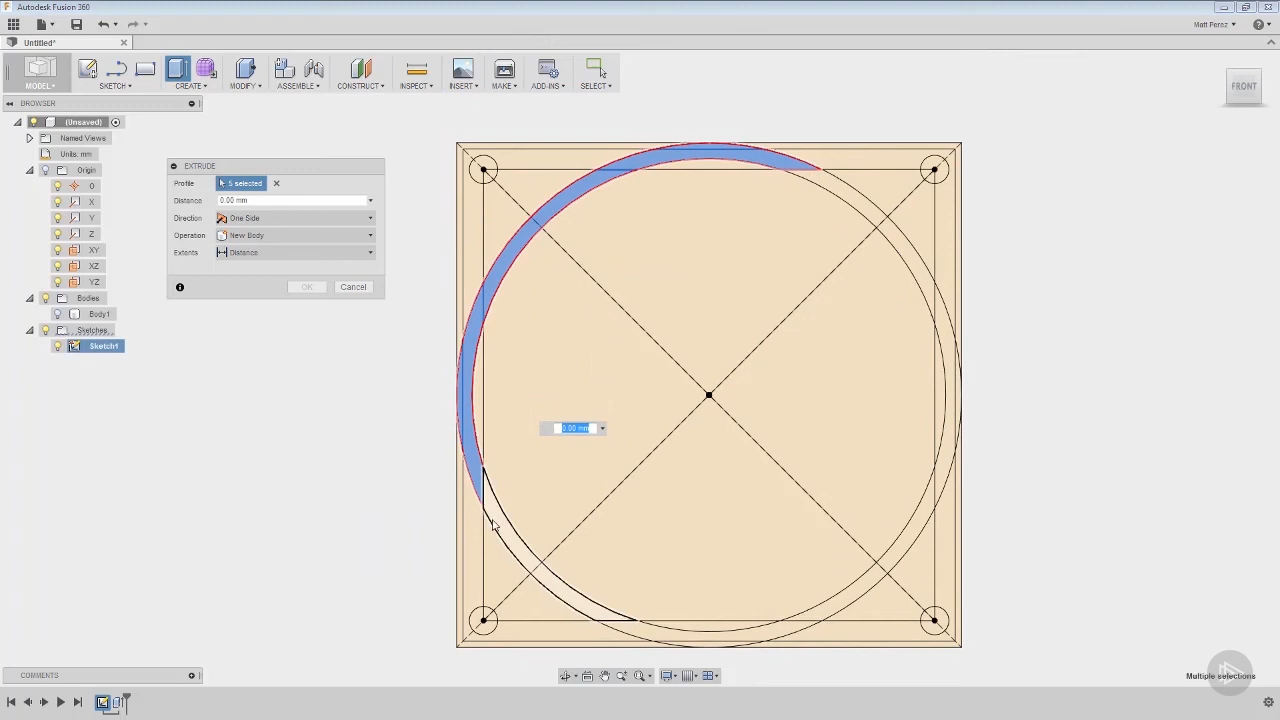 Autodesk Fusion 360
Matt Perez
Untitled*
MODEL
SKETCH
CREATE
MODIFY
ASSEMBLE
CONSTRUCT
INSPECT
INSERT
MAKE
ADD-INS
SELECT
FRONT
BROWSER
(Unsaved)
Named Views
Units: mm
Origin
O
X
Y
Z
XY
XZ
YZ
Bodies
Body1
Sketches
Sketch1
EXTRUDE
Profile 5 selected
Distance 0.00 mm
Direction One Side
Operation New Body
Extents Distance
OK Cancel
0.00 mm
COMMENTS
Multiple selections